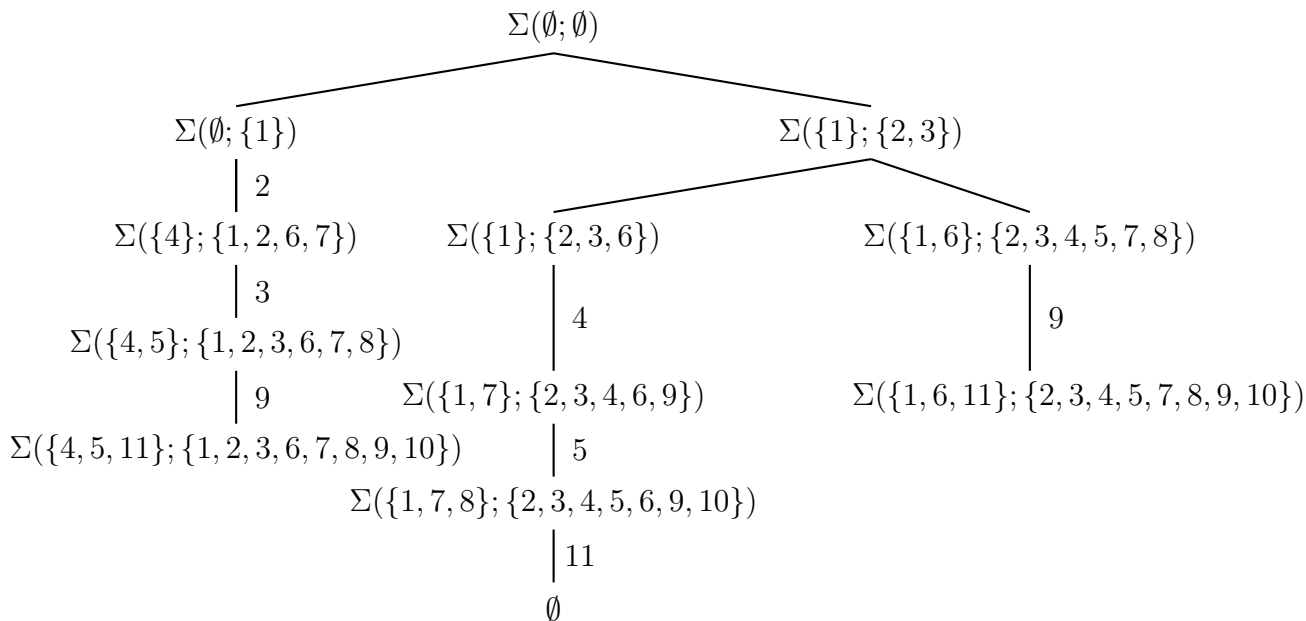 Σ(∅; ∅)
Σ(∅; {1}) Σ({1}; {2, 3})
2
Σ({4}; {1, 2, 6, 7}) Σ({1}; {2, 3, 6}) Σ({1, 6}; {2, 3, 4, 5, 7, 8})
3
4 9
Σ({4, 5}; {1, 2, 3, 6, 7, 8})
9 Σ({1, 7}; {2, 3, 4, 6, 9}) Σ({1, 6, 11}; {2, 3, 4, 5, 7, 8, 9, 10})
Σ({4, 5, 11}; {1, 2, 3, 6, 7, 8, 9, 10}) 5
Σ({1, 7, 8}; {2, 3, 4, 5, 6, 9, 10})
11
∅